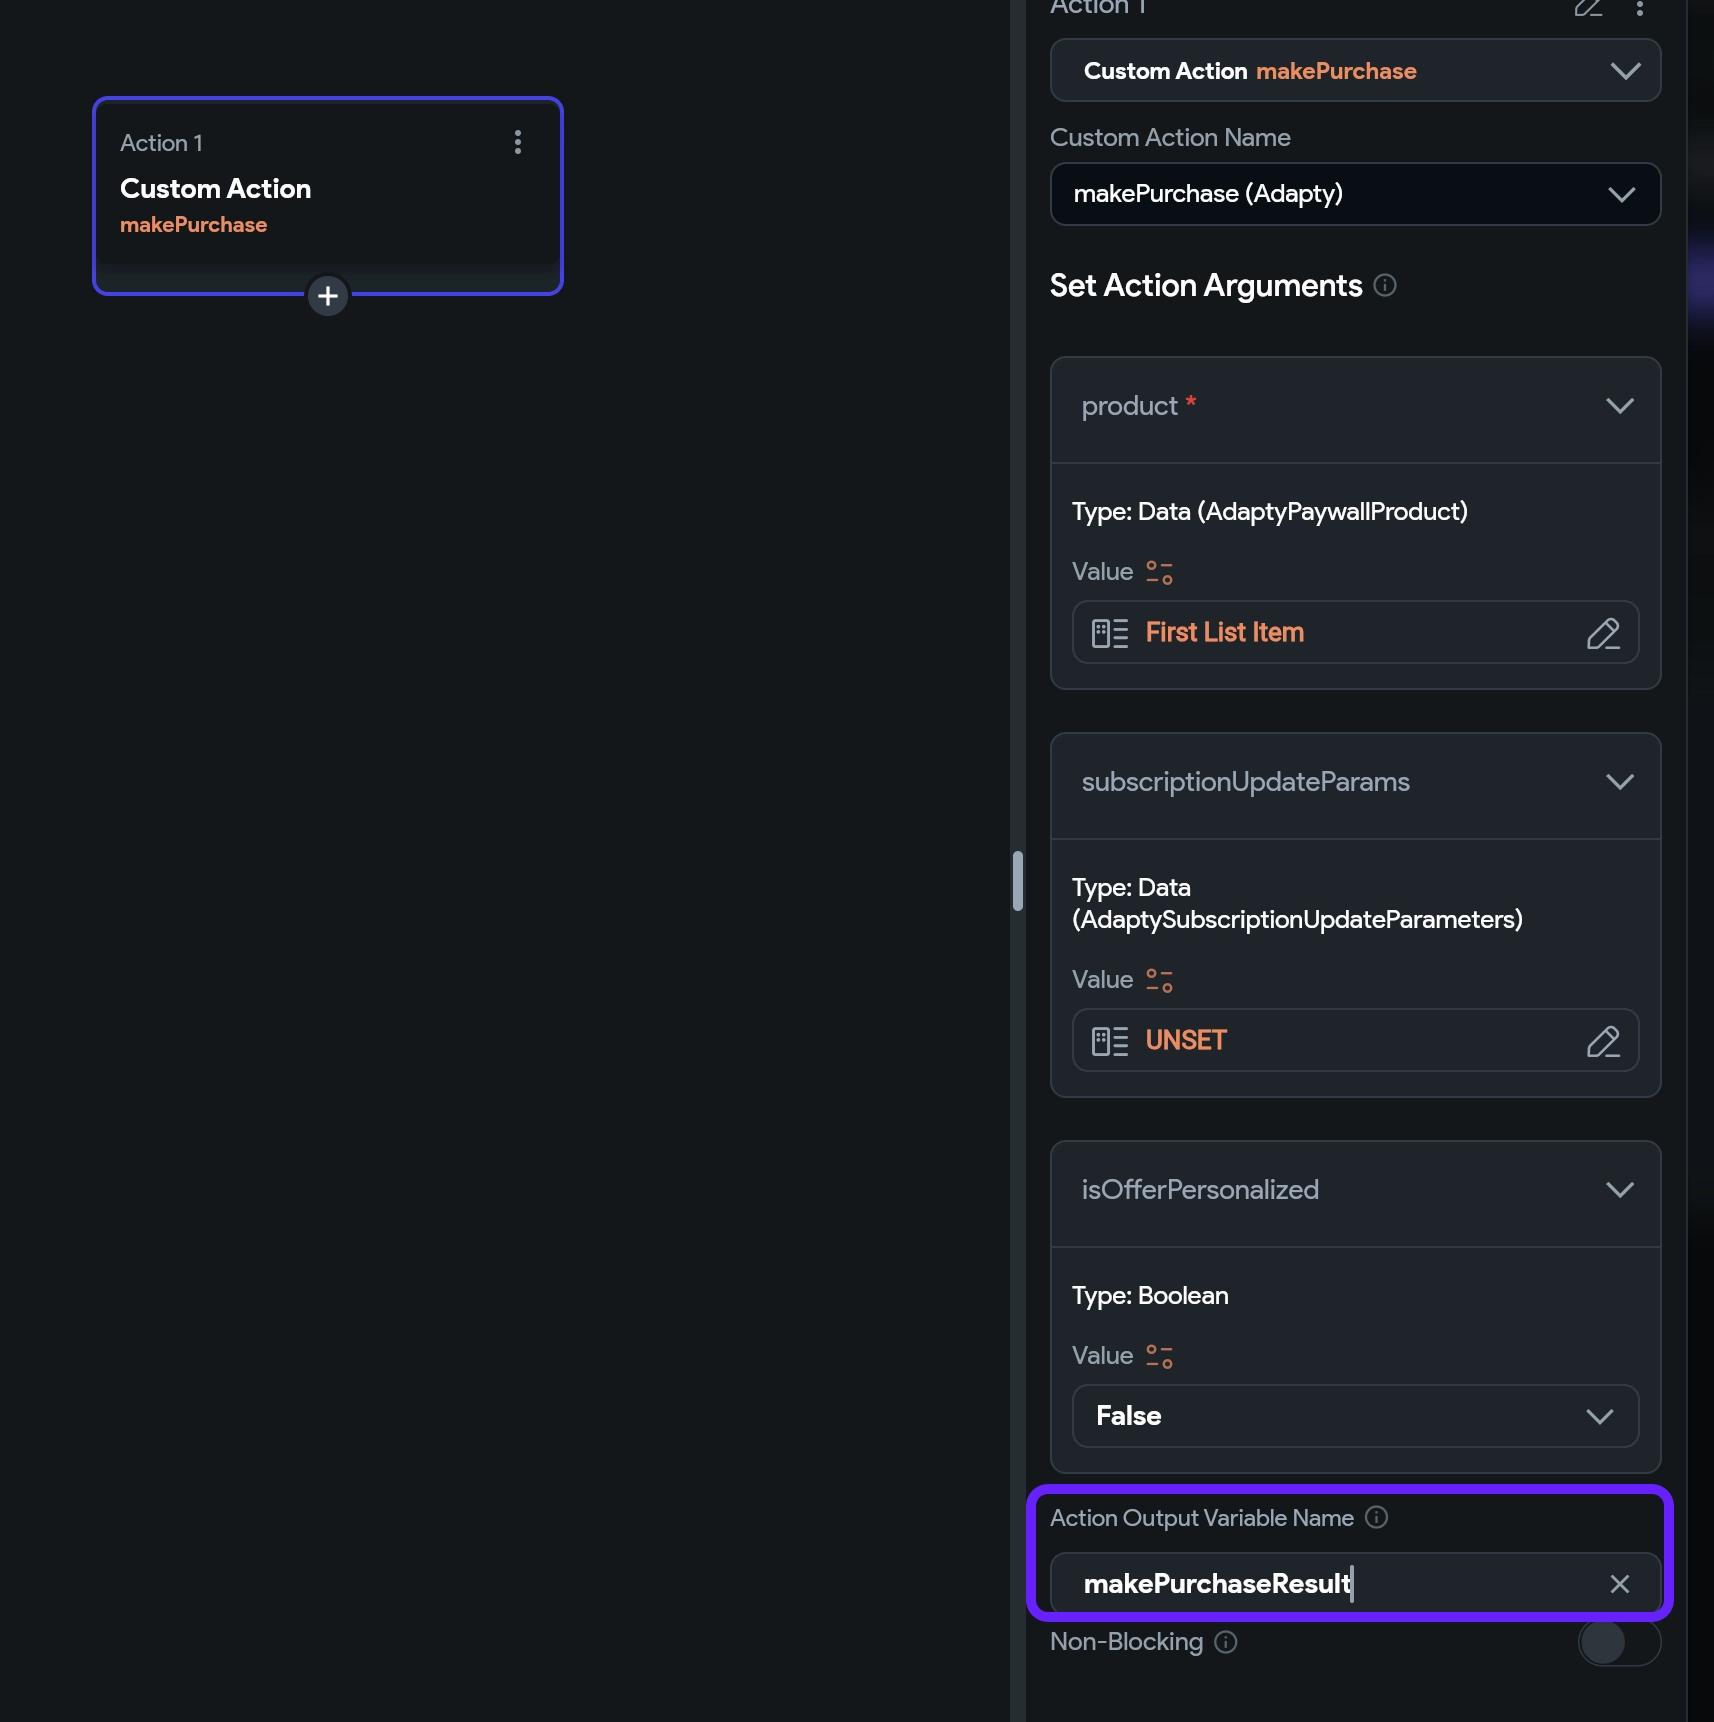 Action 1
Custom Action
makePurchase
Action 1
Custom Action makePurchase
Custom Action Name
makePurchase (Adapty)
Set Action Arguments
product *
Type: Data (AdaptyPaywallProduct)
Value
First List Item
subscriptionUpdateParams
Type: Data
(AdaptySubscriptionUpdateParameters)
Value
UNSET
isOfferPersonalized
Type: Boolean
Value
False
Action Output Variable Name
makePurchaseResult
Non-Blocking